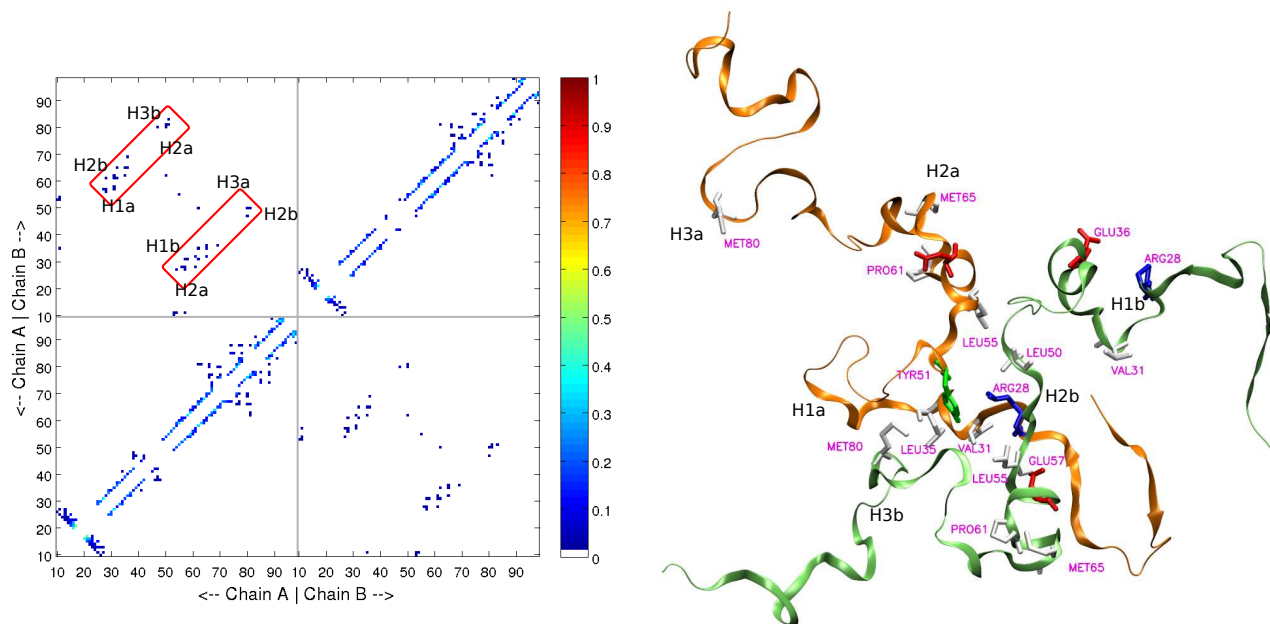 H3b
H2a
H2b
H1a
H3a
H2b
H1b
H2a
90
80
70
60
50
40
30
20
10
90
80
70
60
50
40
30
20
10
10 20 30 40 50 60 70 80 90 10 20 30 40 50 60 70 80 90
<-- Chain A | Chain B -->
<-- Chain A | Chain B -->
1
0.9
0.8
0.7
0.6
0.5
0.4
0.3
0.2
0.1
0
H2a
MET65
H3a
MET80
GLU36
ARG28
PRO61
H1b
LEU55
LEU50
VAL31
TYR51
ARG28
H2b
H1a
MET80
LEU35
VAL31
LEU55
GLU57
H3b
PRO61
MET65